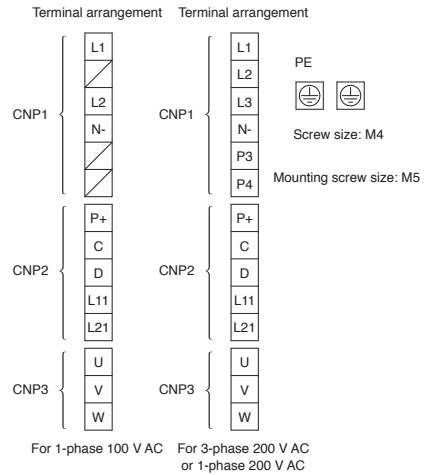 Terminal arrangement
CNP1
L1
L2
N-
CNP2
P+
C
D
L11
L21
CNP3
U
V
W
For 1-phase 100 V AC
Terminal arrangement
CNP1
L1
L2
L3
N-
P3
P4
CNP2
P+
C
D
L11
L21
CNP3
U
V
W
For 3-phase 200 V AC
or 1-phase 200 V AC
PE
Screw size: M4
Mounting screw size: M5